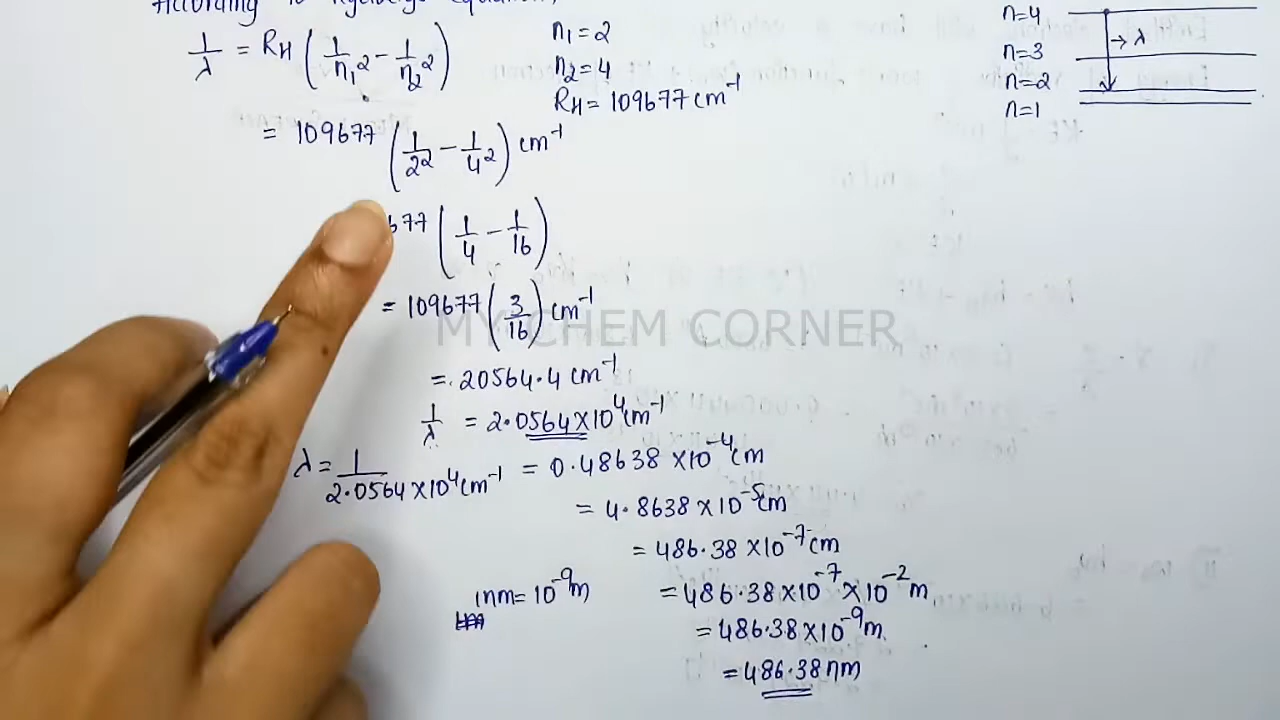 According to Rydberg's equation,
1/λ = RH (1/n₁² − 1/n₂²)
n₁ = 2
n₂ = 4
RH = 109677 cm⁻¹
n=4
→ λ
n=3
n=2
n=1
= 109677 (1/2² − 1/4²) cm⁻¹
677 (1/4 − 1/16)
= 109677 (3/16) cm⁻¹
MY CHEM CORNER
= 20564.4 cm⁻¹
1/λ = 2.0564 × 10⁴ cm⁻¹
λ = 1/2.0564 × 10⁴ cm⁻¹ = 0.48638 × 10⁻⁴ cm
= 4.8638 × 10⁻⁵ cm
= 486.38 × 10⁻⁷ cm
1nm = 10⁻⁹ m
= 486.38 × 10⁻⁷ × 10⁻² m
= 486.38 × 10⁻⁹ m
= 486.38 nm